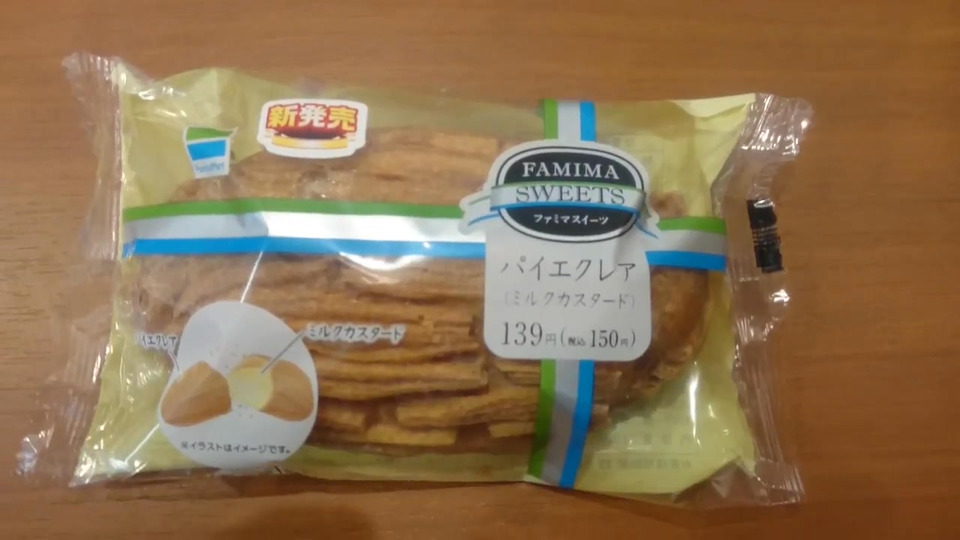 新発売
FamilyMart
FAMIMA
SWEETS
ファミマスイーツ
パイエクレア
(ミルクカスタード)
139円(税込150円)
パイエクレア
ミルクカスタード
※イラストはイメージです。